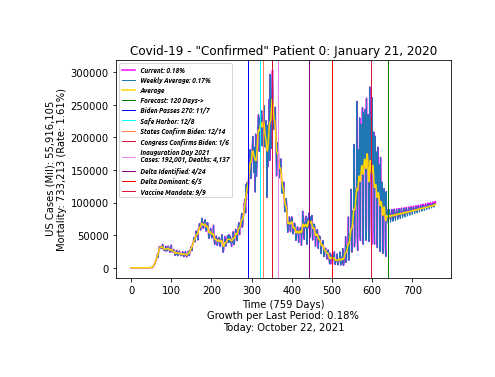 Covid-19 - "Confirmed" Patient 0: January 21, 2020
US Cases (Mil): 55,916,105
Mortality: 733,213 (Rate: 1.61%)
300000
250000
200000
150000
100000
50000
0
Current: 0.18%
Weekly Average: 0.17%
Average
Forecast: 120 Days->
Biden Passes 270: 11/7
Safe Harbor: 12/8
States Confirm Biden: 12/14
Congress Confirms Biden: 1/6
Inauguration Day 2021
Cases: 192,001, Deaths: 4,137
Delta Identified: 4/24
Delta Dominant: 6/5
Vaccine Mandate: 9/9
0 100 200 300 400 500 600 700
Time (759 Days)
Growth per Last Period: 0.18%
Today: October 22, 2021